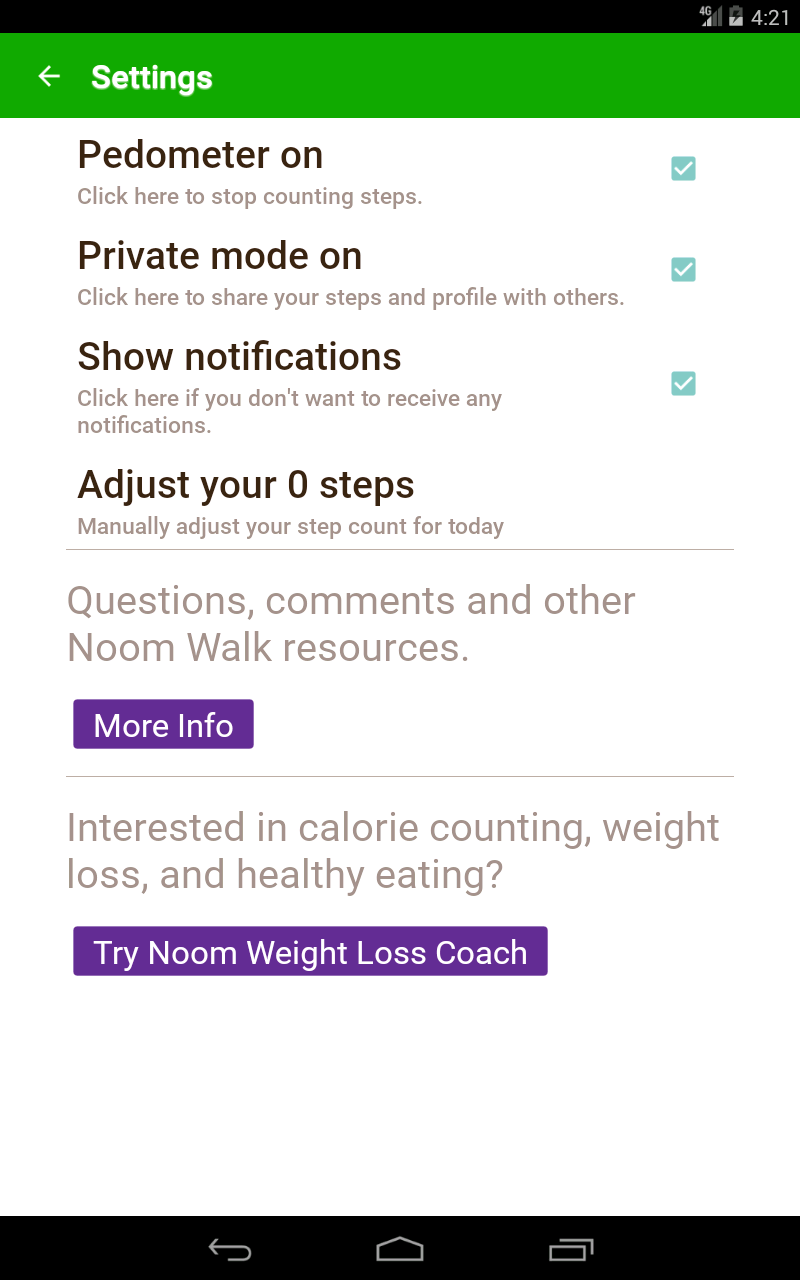 4G 4:21
Settings
Pedometer on
Click here to stop counting steps.
Private mode on
Click here to share your steps and profile with others.
Show notifications
Click here if you don't want to receive any
notifications.
Adjust your 0 steps
Manually adjust your step count for today
Questions, comments and other
Noom Walk resources.
More Info
Interested in calorie counting, weight
loss, and healthy eating?
Try Noom Weight Loss Coach